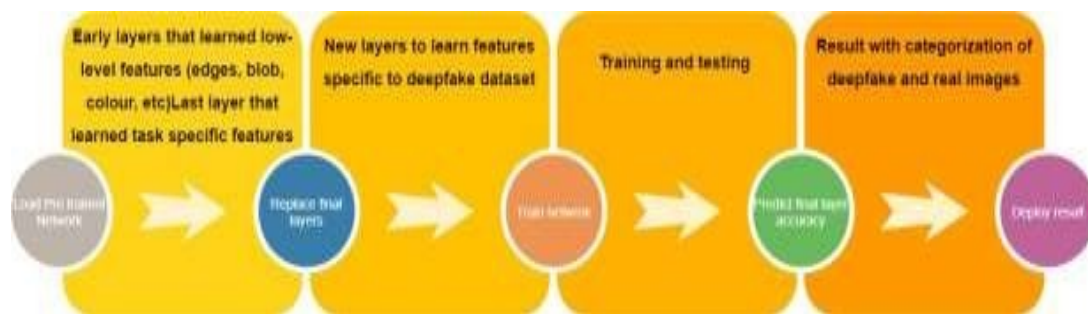 Early layers that learned low-
level features (edges, blob,
colour, etc)Last layer that
learned task specific features
New layers to learn features
specific to deepfake dataset
Training and testing
Result with categorization of
deepfake and real images
Load Pre trained
Network
Replace final
layers
Train Network
Predict final layer
accuracy
Deploy result